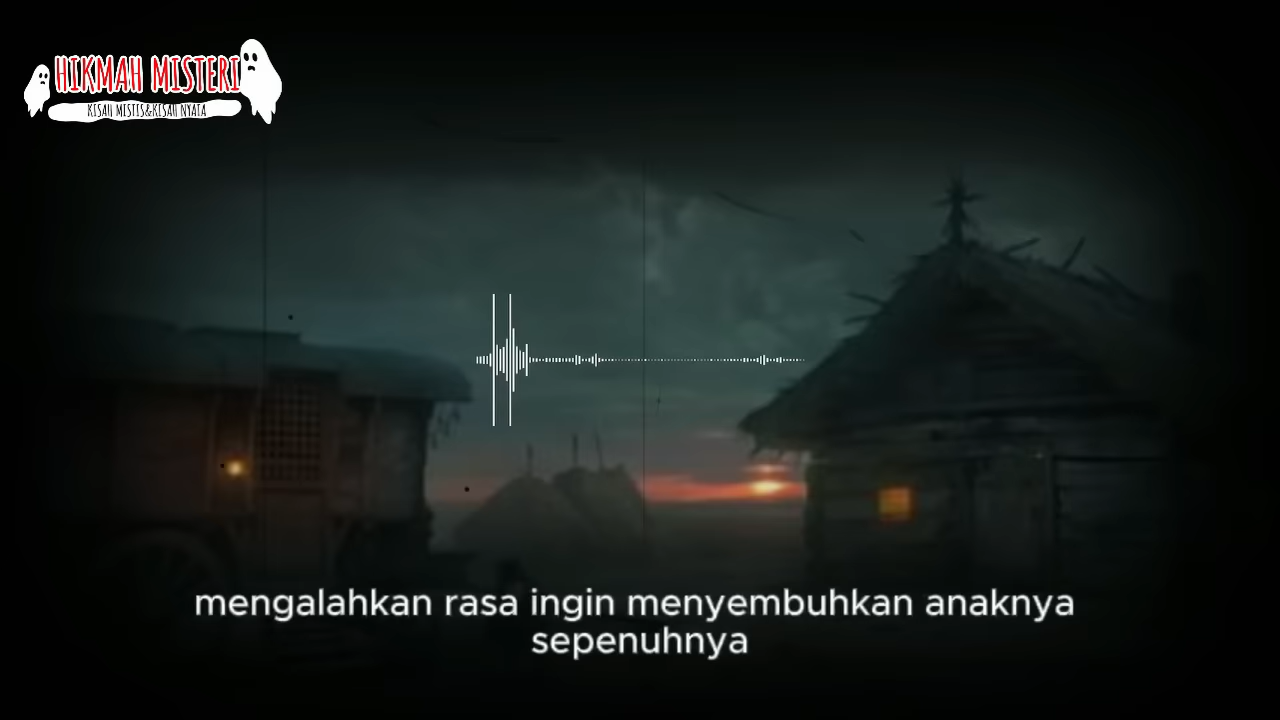 HIKMAH MISTERI
KISAH MISTIS&KISAH NYATA
mengalahkan rasa ingin menyembuhkan anaknya
sepenuhnya